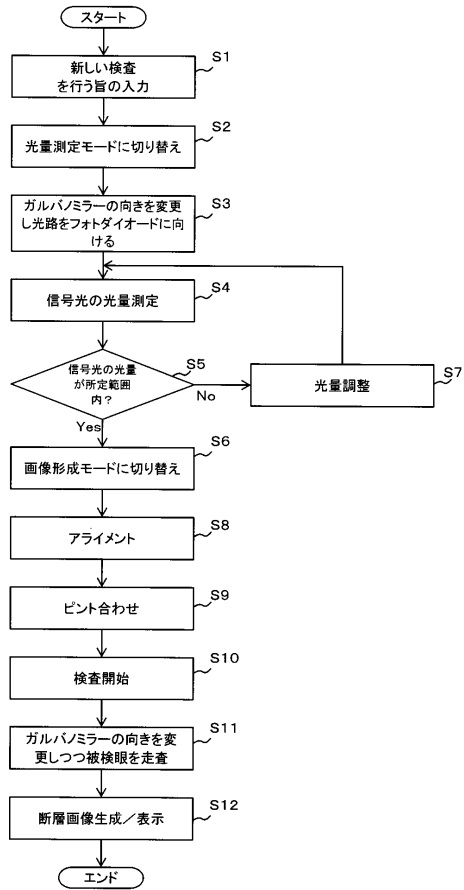 スタート
S1
新しい検査
を行う旨の入力
S2
光量測定モードに切り替え
S3
ガルバノミラーの向きを変更
し光路をフォトダイオードに向
ける
S4
信号光の光量測定
S5
信号光の光量
が所定範囲
内?
No
S7
光量調整
Yes
S6
画像形成モードに切り替え
S8
アライメント
S9
ピント合わせ
S10
検査開始
S11
ガルバノミラーの向きを変
更しつつ被検眼を走査
S12
断層画像生成/表示
エンド